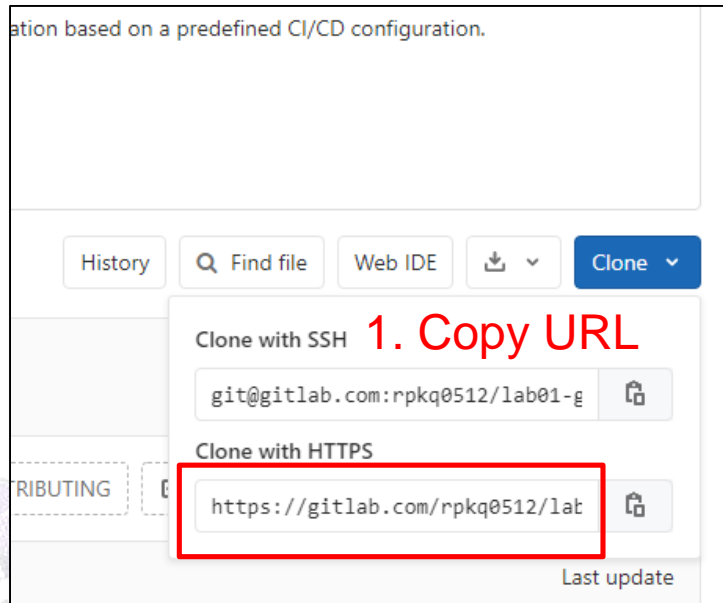 ation based on a predefined CI/CD configuration.
History Find file Web IDE Clone
Clone with SSH 1. Copy URL
git@gitlab.com:rpkq0512/lab01-g
Clone with HTTPS
TRIBUTING
https://gitlab.com/rpkq0512/lab
Last update